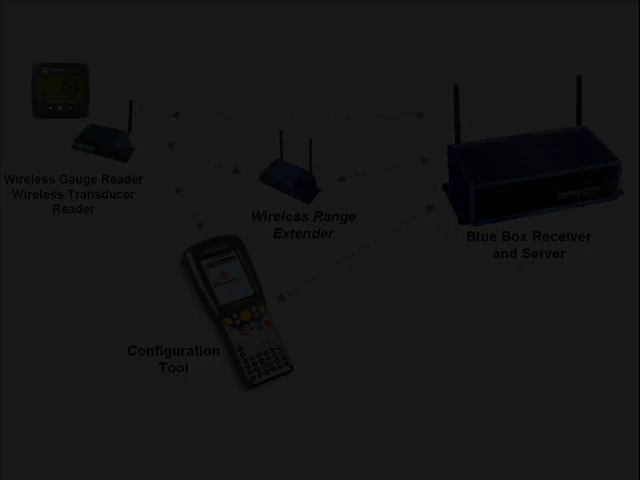 Wireless Gauge Reader
Wireless Transducer
Reader
Wireless Range
Extender
Blue Box Receiver
and Server
Configuration
Tool